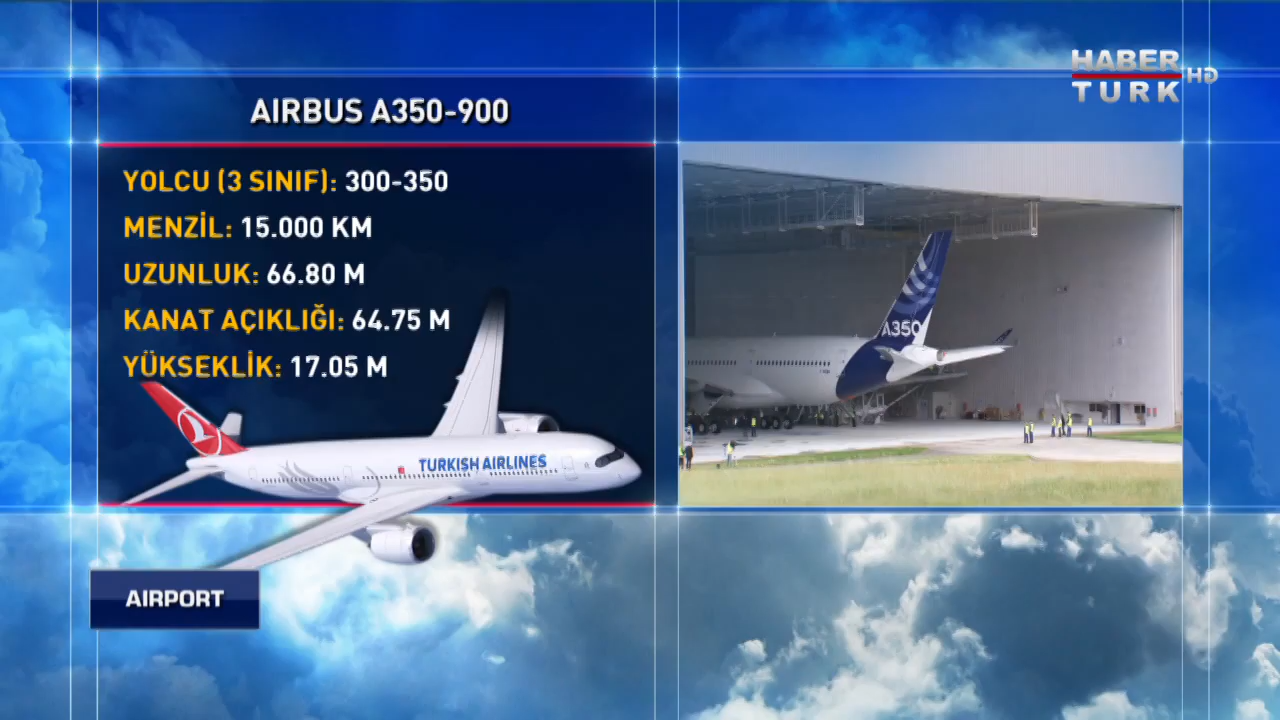 HABER
TURK HD
AIRBUS A350-900
YOLCU (3 SINIF): 300-350
MENZİL: 15.000 KM
UZUNLUK: 66.80 M
KANAT AÇIKLIĞI: 64.75 M
YÜKSEKLİK: 17.05 M
A350
TURKISH AIRLINES
AIRPORT